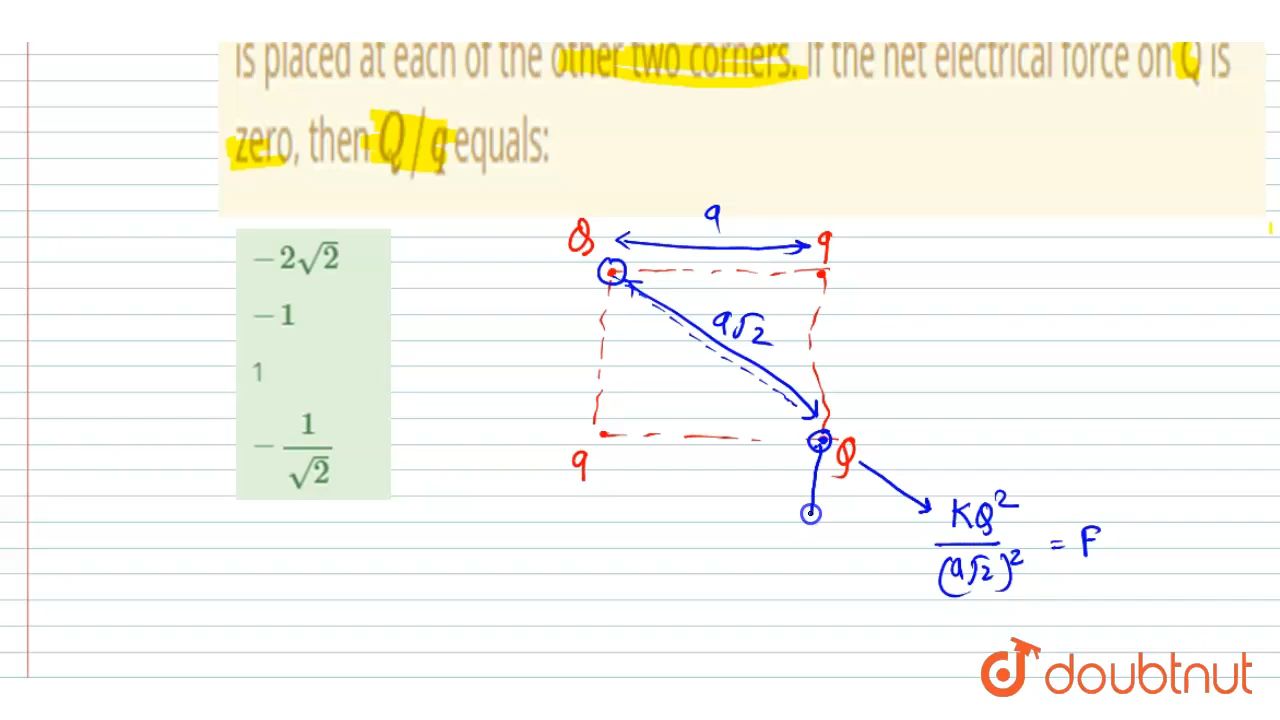 is placed at each of the other two corners. If the net electrical force on Q is
zero, then Q / q equals:
−2√2
−1
1
−1/√2
Q a q
a√2
q Q
KQ²/(a√2)² = F
doubtnut